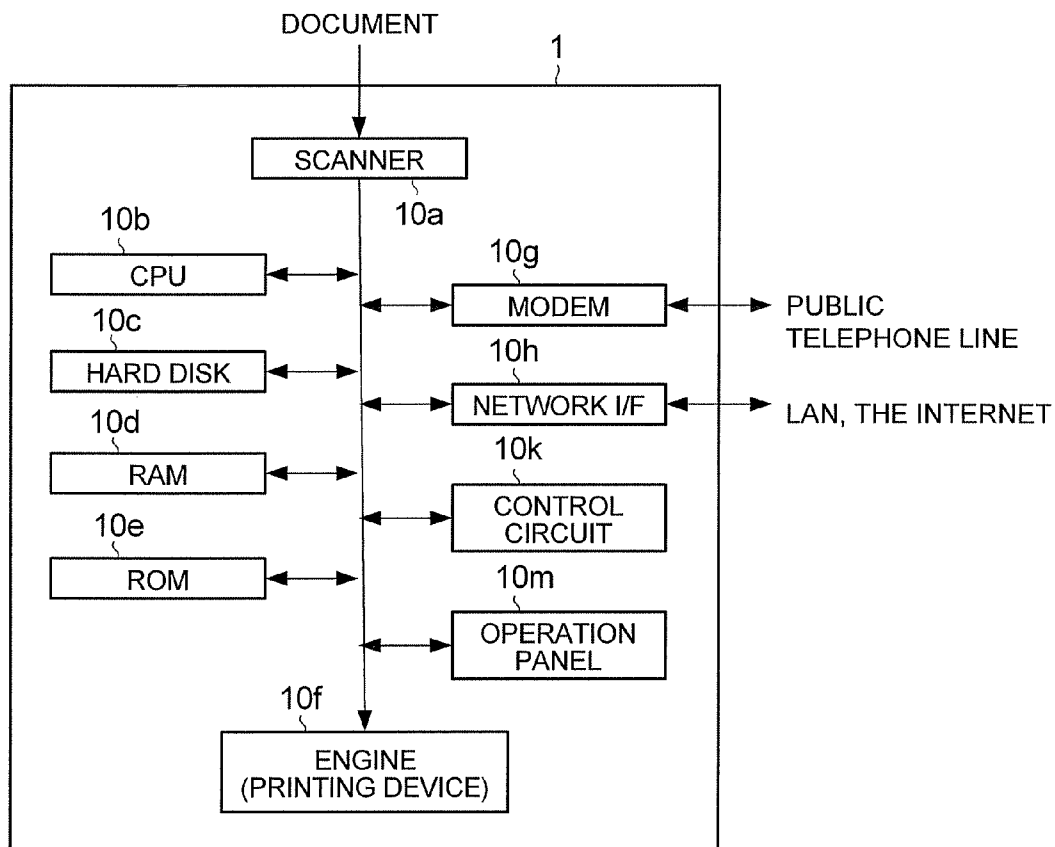 DOCUMENT
1
SCANNER
10a
10b
CPU
10g
MODEM
PUBLIC
TELEPHONE LINE
10c
HARD DISK
10h
NETWORK I/F
LAN, THE INTERNET
10d
RAM
10k
CONTROL
CIRCUIT
10e
ROM
10m
OPERATION
PANEL
10f
ENGINE
(PRINTING DEVICE)